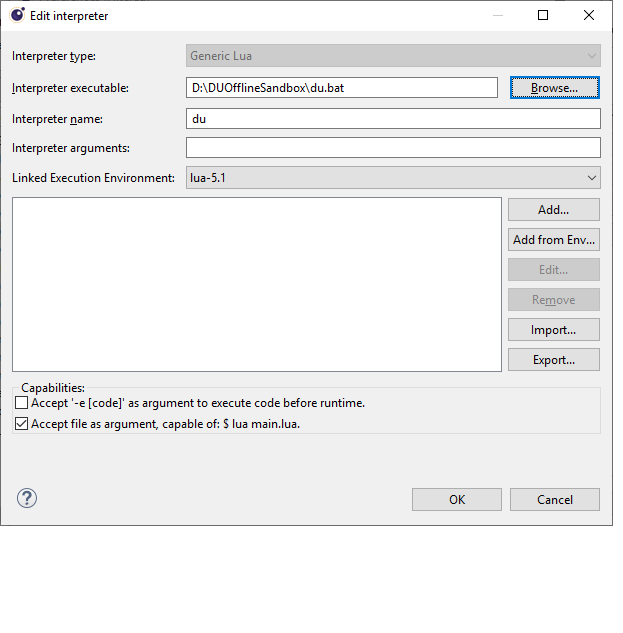 Edit interpreter
Interpreter type: Generic Lua
Interpreter executable: D:\DUOfflineSandbox\du.bat Browse...
Interpreter name: du
Interpreter arguments:
Linked Execution Environment: lua-5.1
Add...
Add from Env...
Edit...
Remove
Import...
Export...
Capabilities:
Accept '-e [code]' as argument to execute code before runtime.
Accept file as argument, capable of: $ lua main.lua.
? OK Cancel